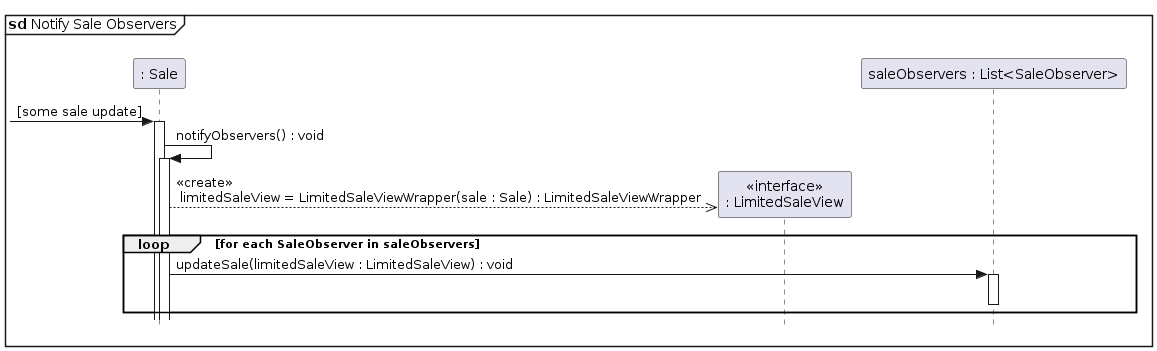 sd Notify Sale Observers
: Sale
saleObservers : List<SaleObserver>
[some sale update]
notifyObservers() : void
«create»
limitedSaleView = LimitedSaleViewWrapper(sale : Sale) : LimitedSaleViewWrapper
«interface»
: LimitedSaleView
loop [for each SaleObserver in saleObservers]
updateSale(limitedSaleView : LimitedSaleView) : void